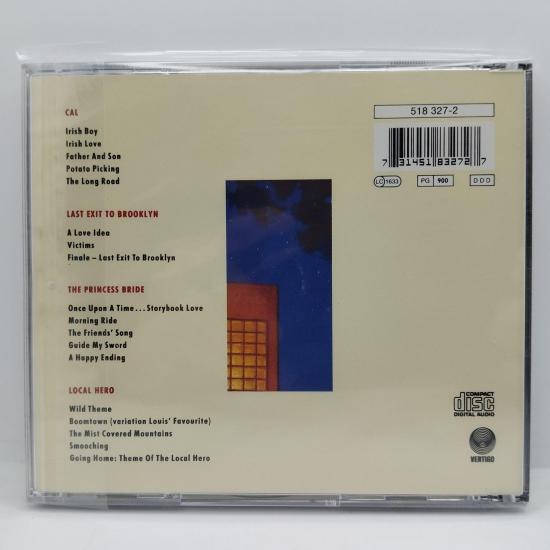 CAL
Irish Boy
Irish Love
Father And Son
Potato Picking
The Long Road
LAST EXIT TO BROOKLYN
A Love Idea
Victims
Finale – Last Exit To Brooklyn
THE PRINCESS BRIDE
Once Upon A Time...Storybook Love
Morning Ride
The Friends' Song
Guide My Sword
A Happy Ending
LOCAL HERO
Wild Theme
Boomtown (variation Louis' Favourite)
The Mist Covered Mountains
Smooching
Going Home: Theme Of The Local Hero
518 327-2
7 31451 83272 7
LC 1633
PG 900
D D D
COMPACT
disc
DIGITAL AUDIO
VERTIGO